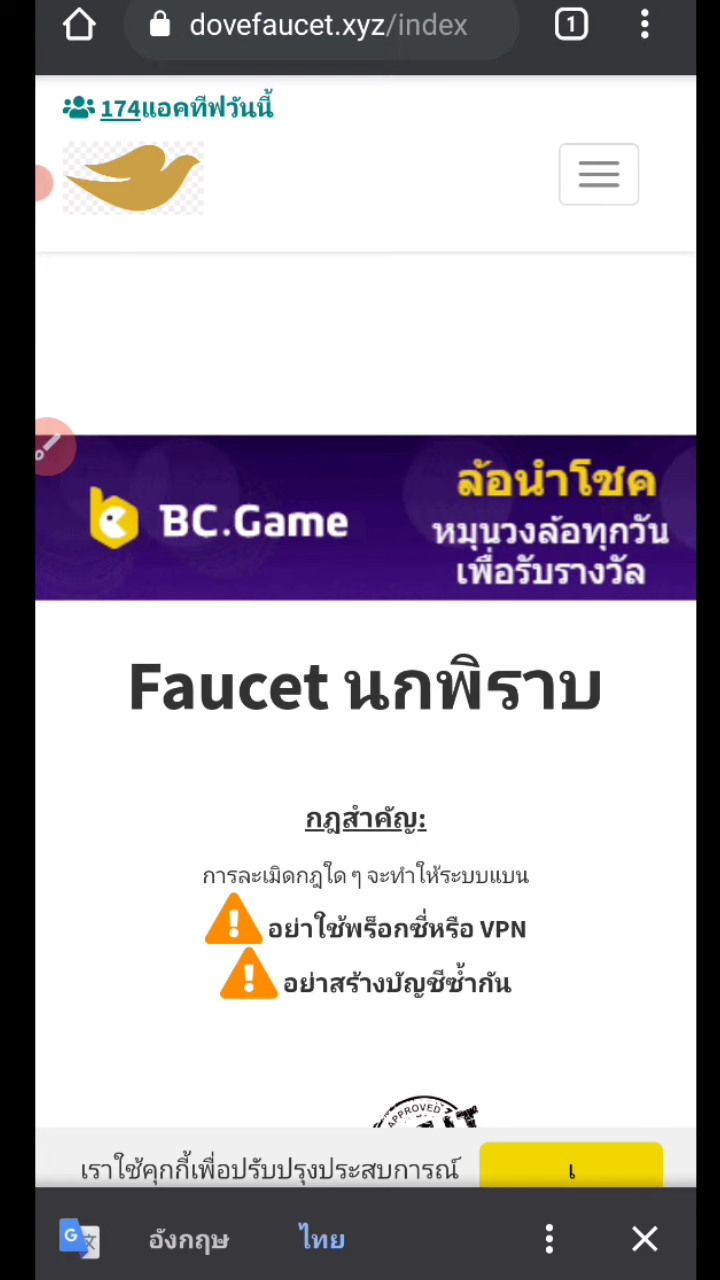 dovefaucet.xyz/index
1
174แอคทีฟวันนี้
BC.Game
ล้อนำโชค
หมุนวงล้อทุกวัน
เพื่อรับรางวัล
Faucet นกพิราบ
กฎสำคัญ:
การละเมิดกฎใด ๆ จะทำให้ระบบแบน
อย่าใช้พร็อกซี่หรือ VPN
อย่าสร้างบัญชีซ้ำกัน
APPROVED
เราใช้คุกกี้เพื่อปรับปรุงประสบการณ์
เ
อังกฤษ
ไทย